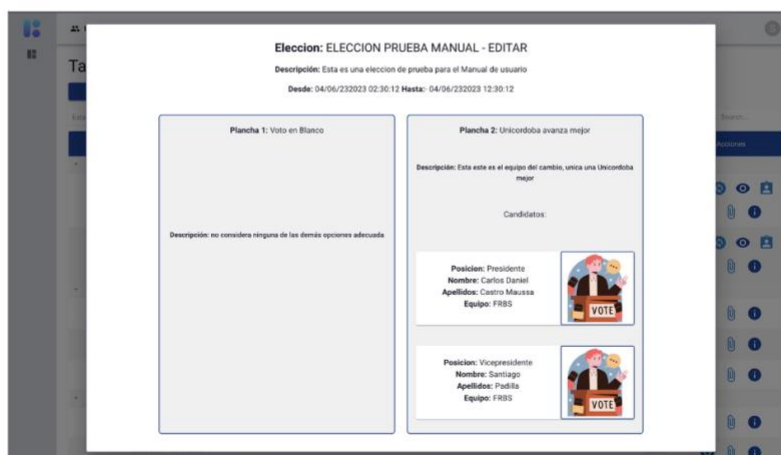 Ta
Eleccion: ELECCION PRUEBA MANUAL - EDITAR
Descripción: Esta es una eleccion de prueba para el Manual de usuario
Desde: 04/06/232023 02:30:12 Hasta:- 04/06/232023 12:30:12
Plancha 1: Voto en Blanco
Descripción: no considera ninguna de las demás opciones adecuada
Plancha 2: Unicordoba avanza mejor
Descripción: Esta este es el equipo del cambio, unica una Unicordoba
mejor
Candidatos:
Posicion: Presidente
Nombre: Carlos Daniel
Apellidos: Castro Maussa
Equipo: FRBS
VOTE
Posicion: Vicepresidente
Nombre: Santiago
Apellidos: Padilla
Equipo: FRBS
VOTE
Search...
Actions